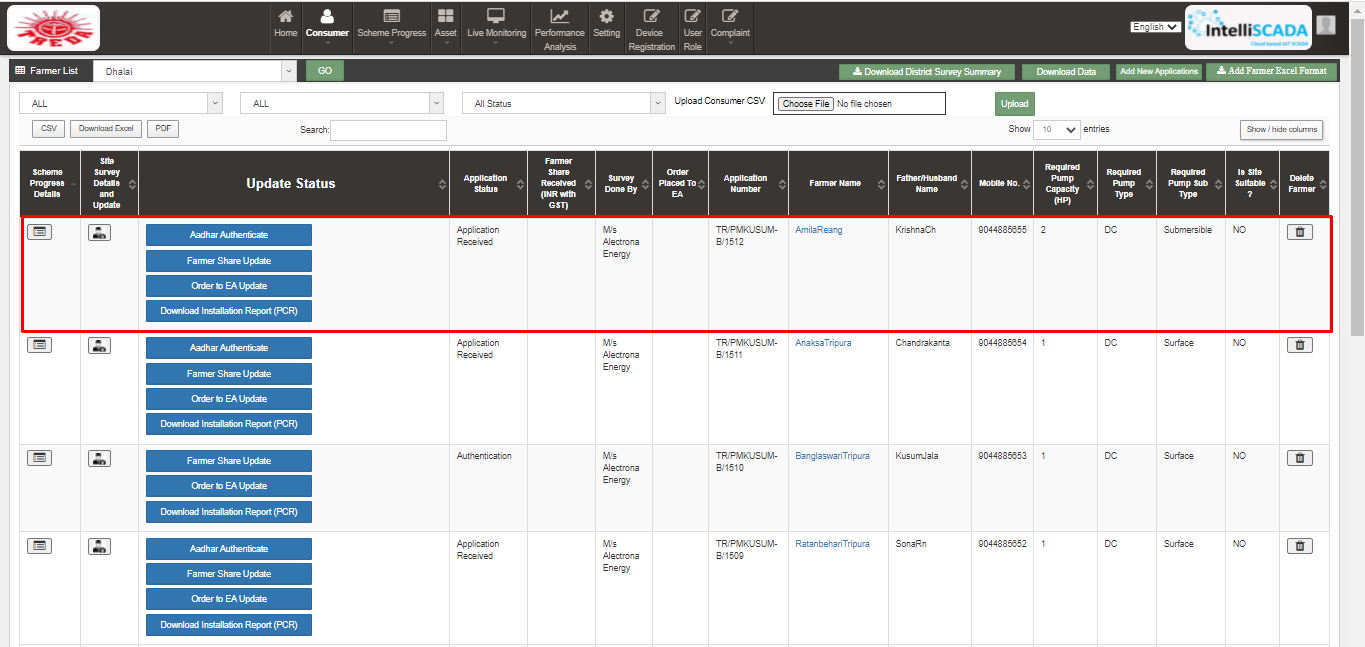 TREDA
Home
Consumer
Scheme Progress
Asset
Live Monitoring
Performance
Analysis
Setting
Device
Registration
User
Role
Complaint
English
IntelliSCADA
Cloud based IoT SCADA
Farmer List
Dhalai
GO
Download District Survey Summary
Download Data
Add New Applications
Add Farmer Excel Format
ALL
ALL
All Status
Upload Consumer CSV
Choose File No file chosen
Upload
CSV
Download Excel
PDF
Search:
Show 10 entries
Show / hide columns
Scheme
Progress
Details
Site
Survey
Details
and
Update
Update Status
Application
Status
Farmer
Share
Received
(INR with
GST)
Survey
Done By
Order
Placed To
EA
Application
Number
Farmer Name
Father/Husband
Name
Mobile No.
Required
Pump
Capacity
(HP)
Required
Pump
Type
Required
Pump Sub
Type
Is Site
Suitable
?
Delete
Farmer
Aadhar Authenticate
Farmer Share Update
Order to EA Update
Download Installation Report (PCR)
Application
Received
M/s
Alectrona
Energy
TR/PMKUSUM-
B/1512
AmilaReang
KrishnaCh
9044885655
2
DC
Submersible
NO
Aadhar Authenticate
Farmer Share Update
Order to EA Update
Download Installation Report (PCR)
Application
Received
M/s
Alectrona
Energy
TR/PMKUSUM-
B/1511
AnaksaTripura
Chandrakanta
9044885654
1
DC
Surface
NO
Farmer Share Update
Order to EA Update
Download Installation Report (PCR)
Authentication
M/s
Alectrona
Energy
TR/PMKUSUM-
B/1510
BanglaswariTripura
KusumJala
9044885653
1
DC
Surface
NO
Aadhar Authenticate
Farmer Share Update
Order to EA Update
Download Installation Report (PCR)
Application
Received
M/s
Alectrona
Energy
TR/PMKUSUM-
B/1509
RatanbehariTripura
SonaRn
9044885652
1
DC
Surface
NO